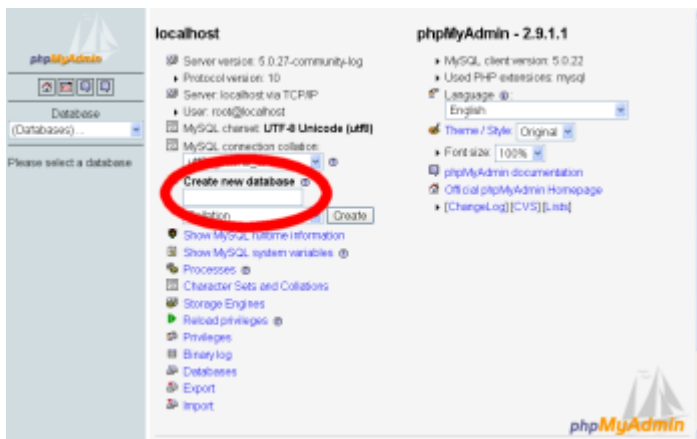 phpMyAdmin
Database
(Databases)...
Please select a database
localhost
Server version: 5.0.27-community-log
Protocol version: 10
Server: localhost via TCP/IP
User: root@localhost
MySQL charset: UTF-8 Unicode (utf8)
MySQL connection collation:
Create new database
Collation
Create
Show MySQL runtime information
Show MySQL system variables
Processes
Character Sets and Collations
Storage Engines
Reload privileges
Privileges
Binary log
Databases
Export
Import
phpMyAdmin - 2.9.1.1
MySQL client version: 5.0.22
Used PHP extensions: mysql
Language :
English
Theme / Style: Original
Font size: 100%
phpMyAdmin documentation
Official phpMyAdmin Homepage
[ChangeLog] [CVS] [Lists]
phpMyAdmin